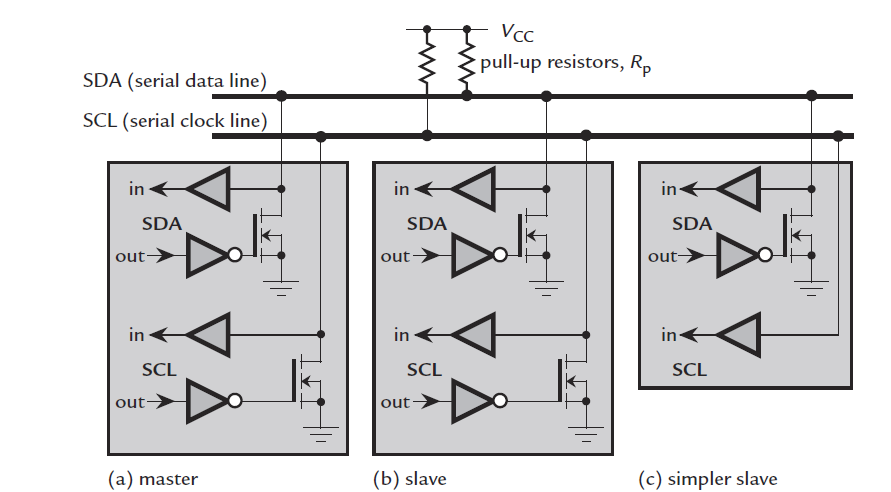 V_CC
pull-up resistors, R_p
SDA (serial data line)
SCL (serial clock line)
in
in
in
SDA
SDA
SDA
out
out
out
in
in
in
SCL
SCL
SCL
out
out
(a) master
(b) slave
(c) simpler slave